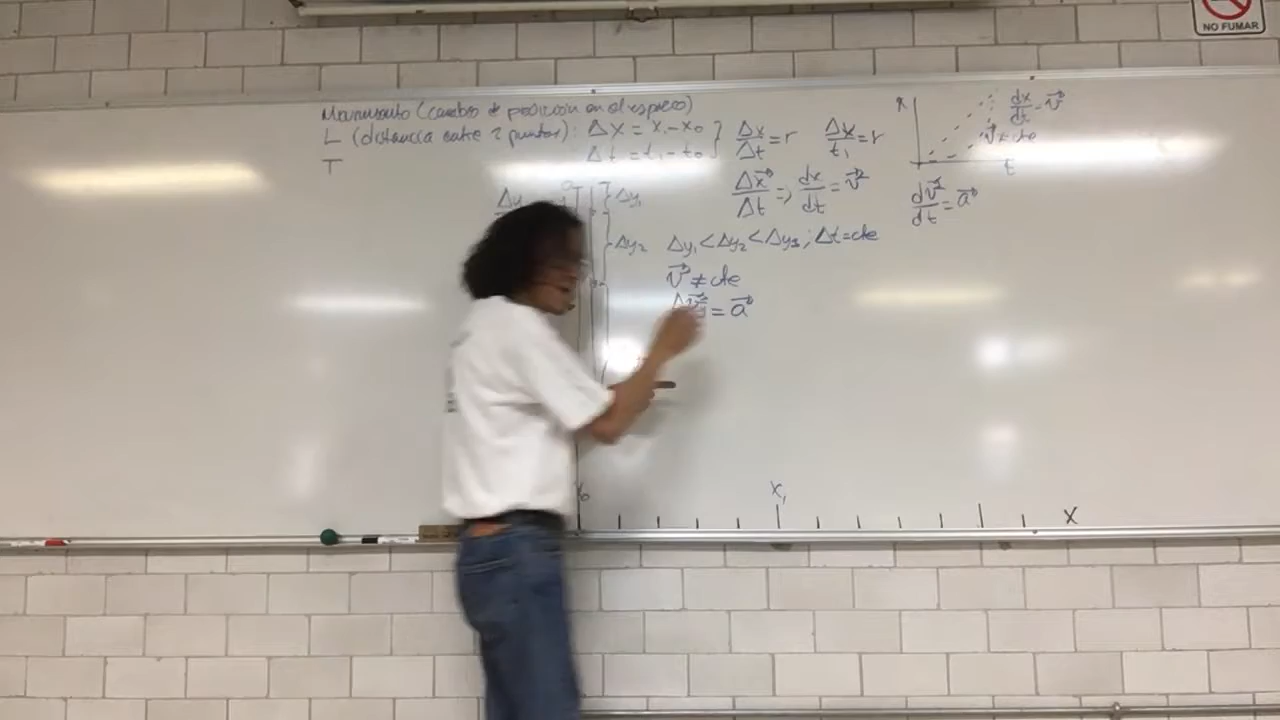 NO FUMAR
Movimiento (cambio de posición en el espacio)
L (distancia entre 2 puntos): Δx = x₁-x₀
T Δt = t₁-t₀
Δx/Δt = r Δx/t₁ = r
Δx⃗/Δt => dx/dt = v⃗
x dx/dt = v⃗
v⃗ = cte
t
dv⃗/dt = a⃗
Δy Δy₁
Δy₂ Δy₁ < Δy₂ < Δy₃; Δt = cte
v⃗ ≠ cte
= a⃗
X₀ X₁ X